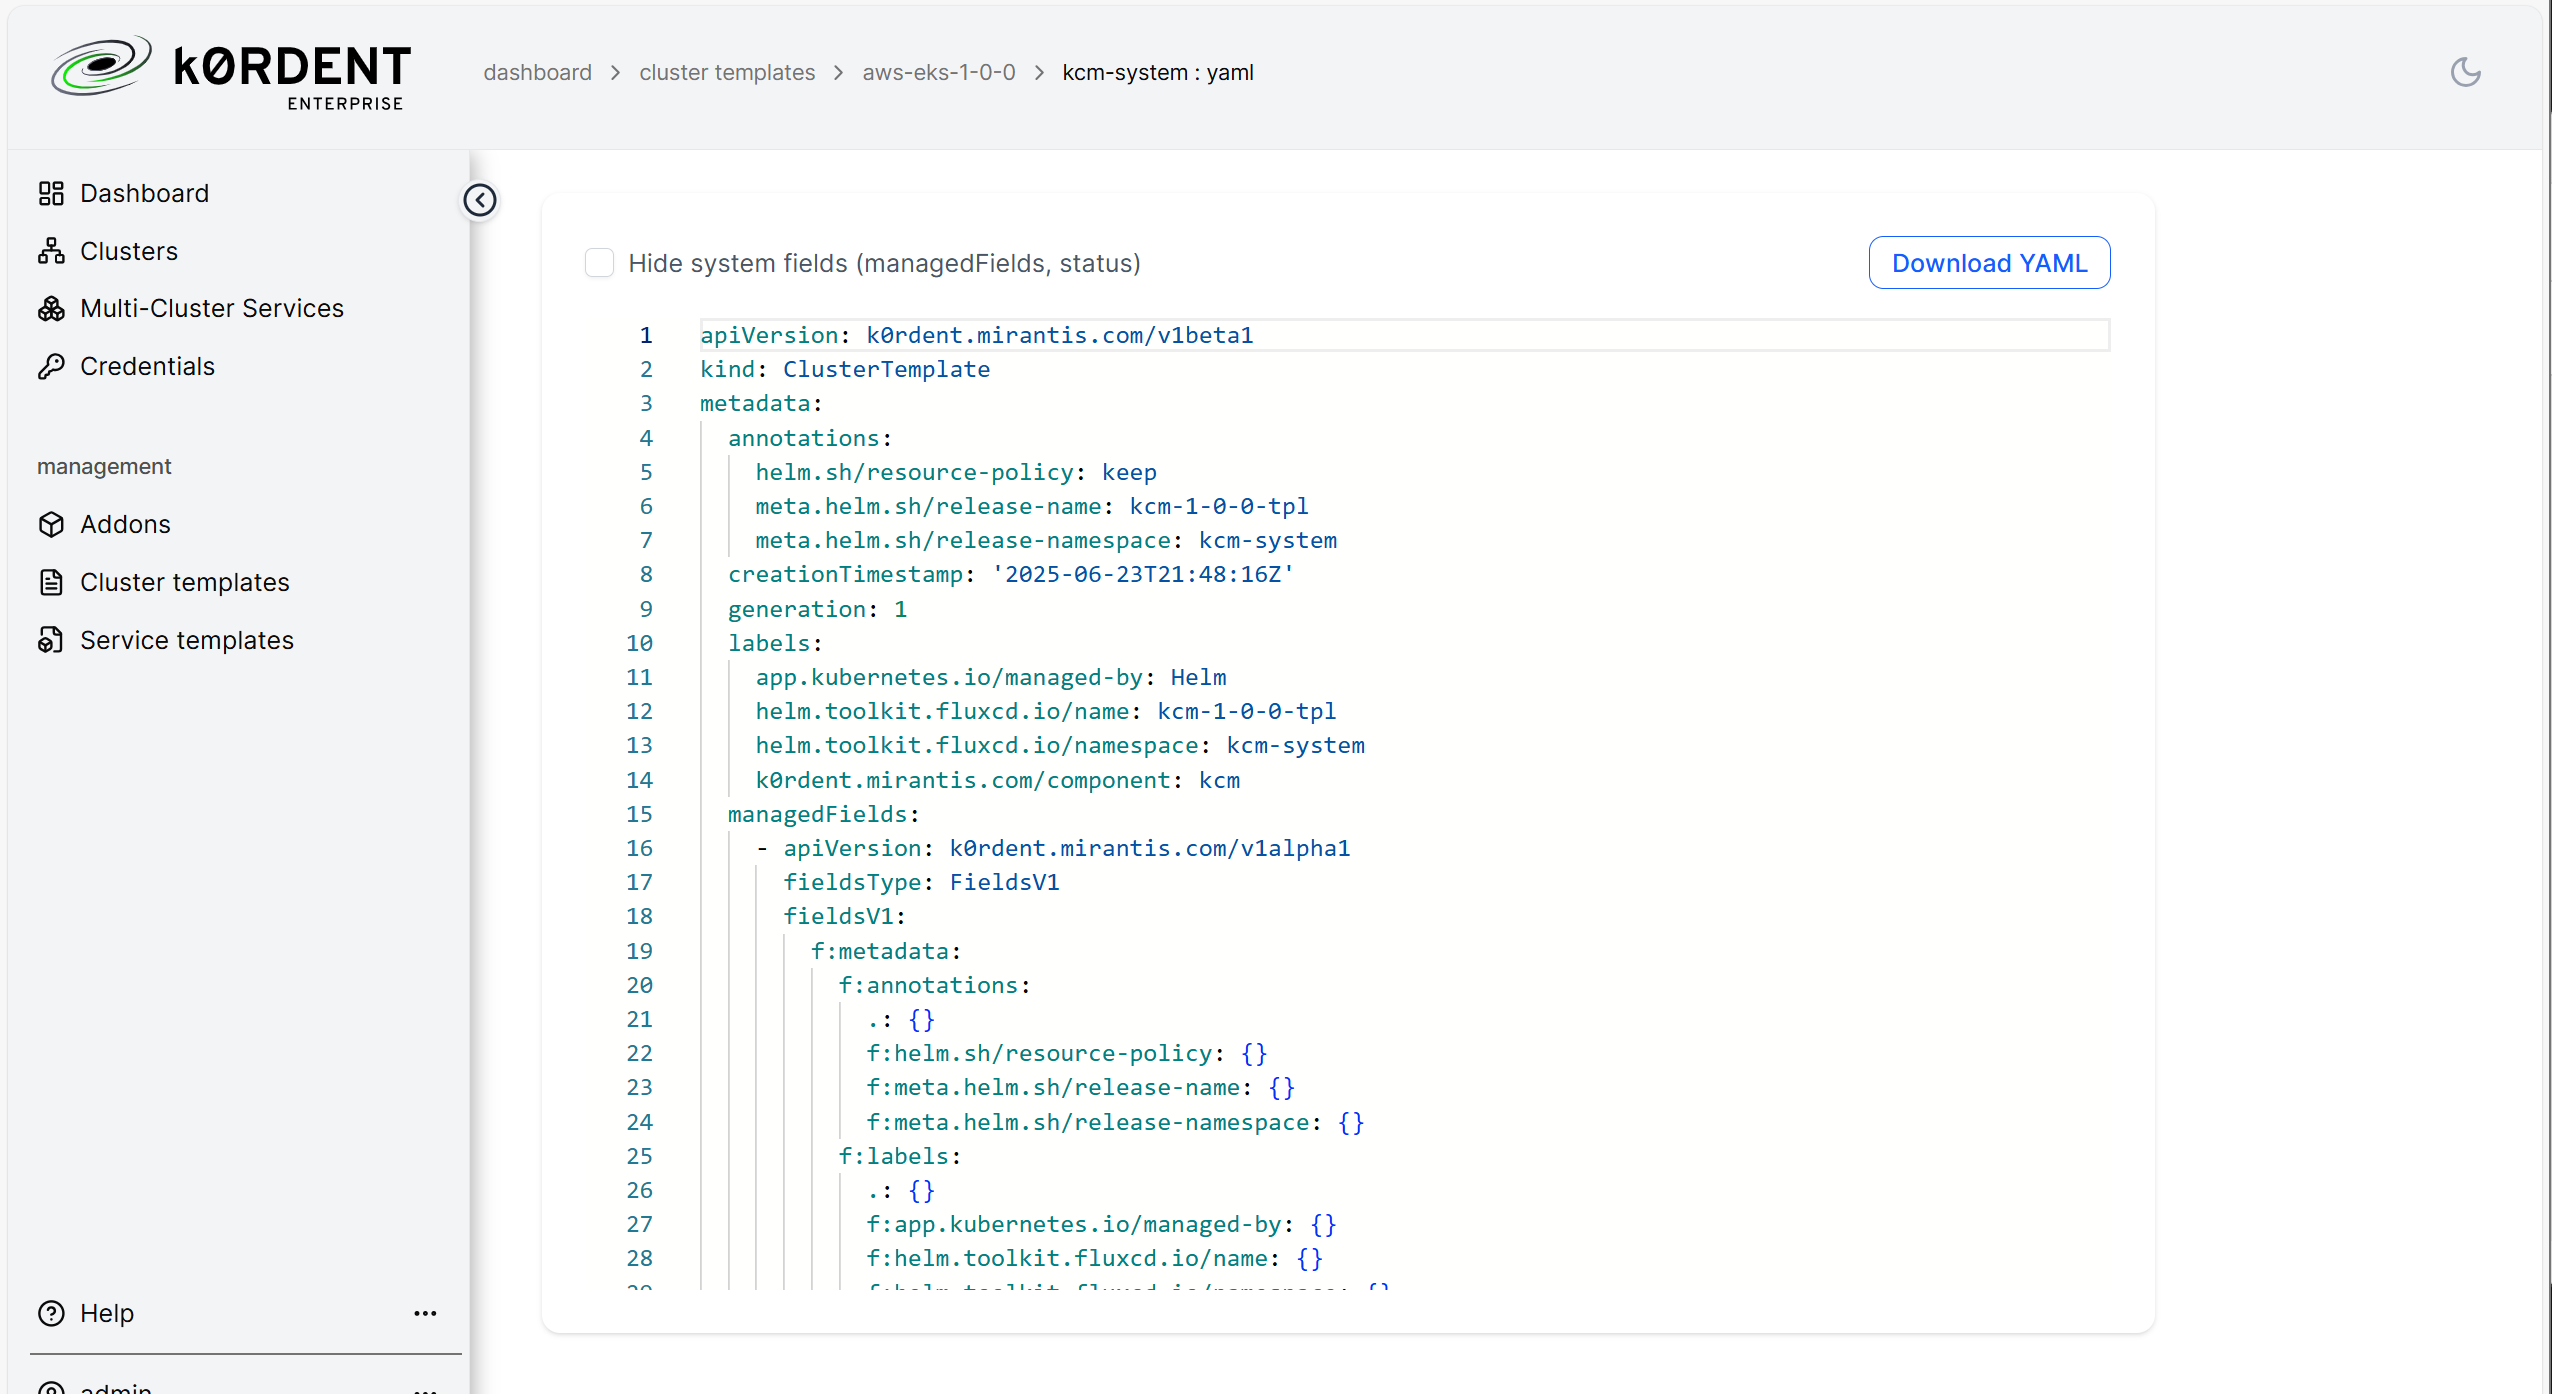 k0RDENT
ENTERPRISE
dashboard > cluster templates > aws-eks-1-0-0 > kcm-system : yaml
Dashboard
Clusters
Multi-Cluster Services
Credentials
management
Addons
Cluster templates
Service templates
Help
admin
Hide system fields (managedFields, status)
Download YAML
1 apiVersion: k0rdent.mirantis.com/v1beta1
2 kind: ClusterTemplate
3 metadata:
4   annotations:
5     helm.sh/resource-policy: keep
6     meta.helm.sh/release-name: kcm-1-0-0-tpl
7     meta.helm.sh/release-namespace: kcm-system
8   creationTimestamp: '2025-06-23T21:48:16Z'
9   generation: 1
10   labels:
11     app.kubernetes.io/managed-by: Helm
12     helm.toolkit.fluxcd.io/name: kcm-1-0-0-tpl
13     helm.toolkit.fluxcd.io/namespace: kcm-system
14     k0rdent.mirantis.com/component: kcm
15   managedFields:
16     - apiVersion: k0rdent.mirantis.com/v1alpha1
17       fieldsType: FieldsV1
18       fieldsV1:
19         f:metadata:
20           f:annotations:
21             .: {}
22             f:helm.sh/resource-policy: {}
23             f:meta.helm.sh/release-name: {}
24             f:meta.helm.sh/release-namespace: {}
25           f:labels:
26             .: {}
27             f:app.kubernetes.io/managed-by: {}
28             f:helm.toolkit.fluxcd.io/name: {}
29             f:helm.toolkit.fluxcd.io/namespace: {}